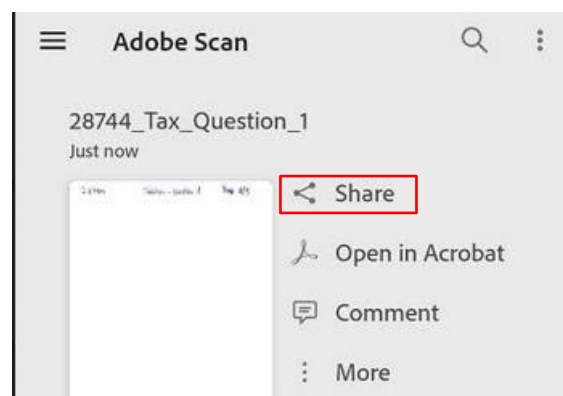 Adobe Scan
28744_Tax_Question_1
Just now
Share
Open in Acrobat
Comment
More